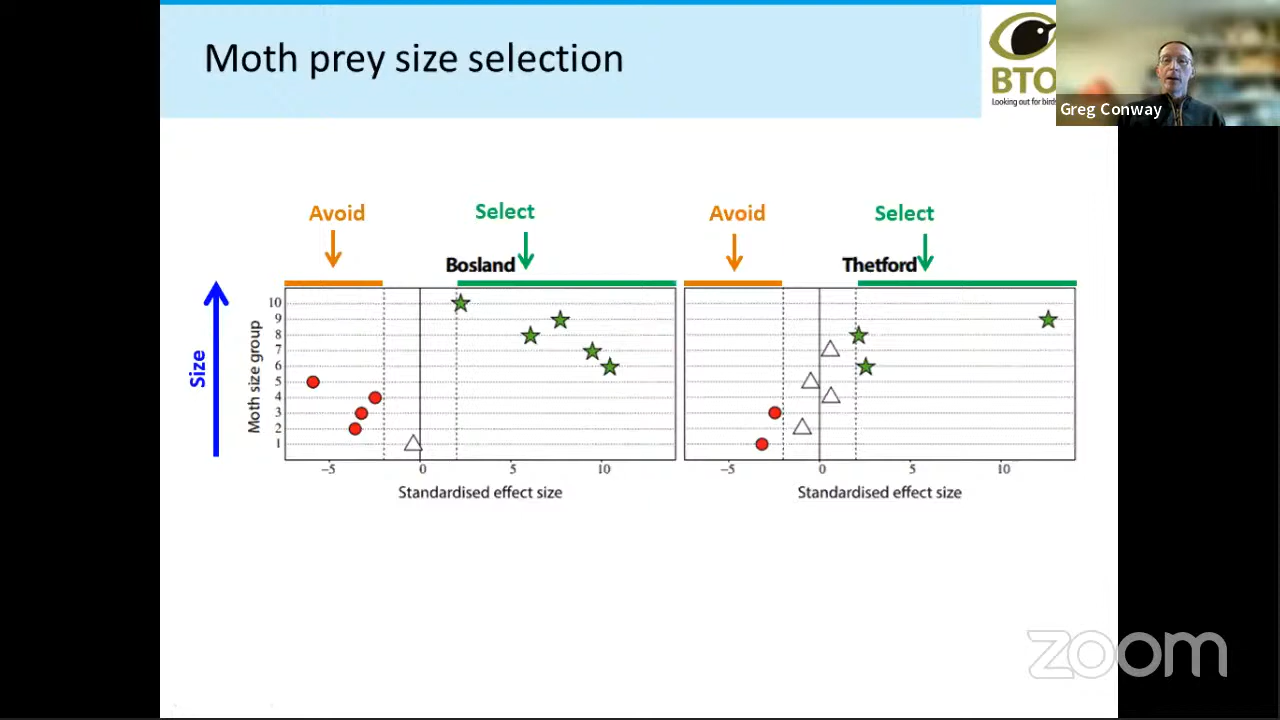 Moth prey size selection
BTO
Looking out for birds
Greg Conway
Avoid
Select
Avoid
Select
Bosland
Thetford
Size
Moth size group
10
9
8
7
6
5
4
3
2
1
-5
0
5
10
-5
0
5
10
Standardised effect size
Standardised effect size
zoom